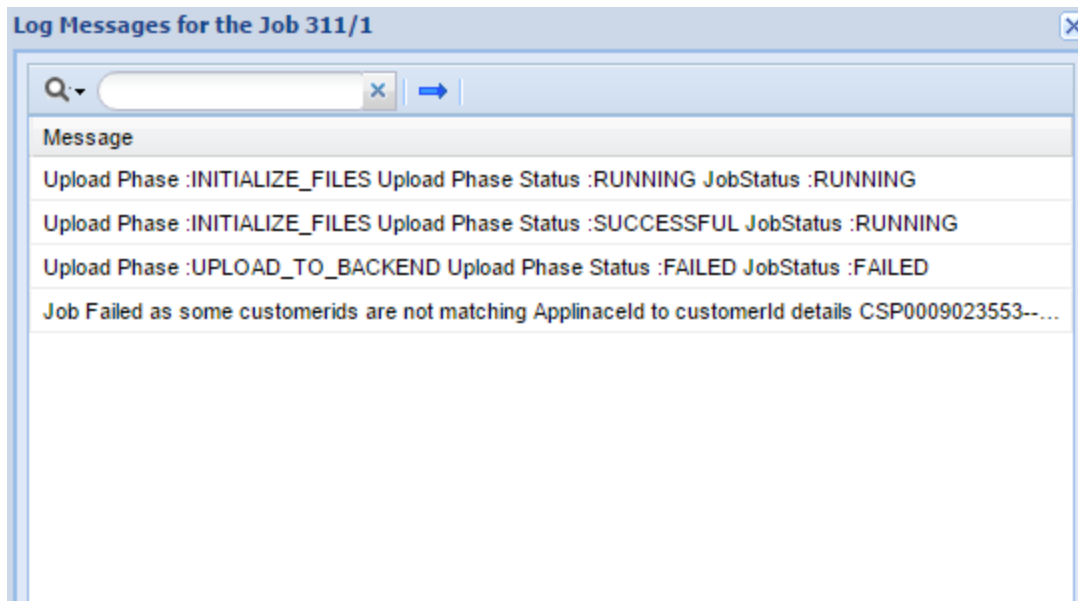 Log Messages for the Job 311/1
Message
Upload Phase :INITIALIZE_FILES Upload Phase Status :RUNNING JobStatus :RUNNING
Upload Phase :INITIALIZE_FILES Upload Phase Status :SUCCESSFUL JobStatus :RUNNING
Upload Phase :UPLOAD_TO_BACKEND Upload Phase Status :FAILED JobStatus :FAILED
Job Failed as some customerids are not matching ApplinaceId to customerId details CSP0009023553--...